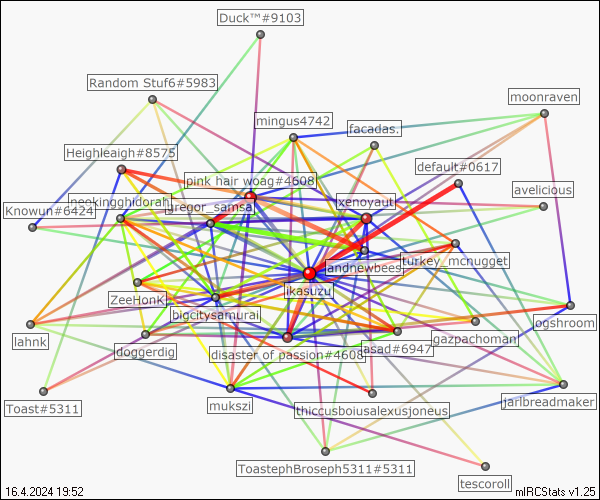 Duck™#9103
Random Stuf6#5983
moonraven
mingus4742
facadas.
Heighleaigh#8575
default#0617
pink hair woag#4608
avelicious
neekingghidorah
xenoyaut
Knowun#6424
gregor_samsa
turkey_mcnugget
andnewbees
ikasuzu
ZeeHonK
bigcitysamurai
jogshroom
lahnk
gazpachoman
doggerdig
disaster of passion#4608
asad#6947
Toast#5311
mukszi
thiccusboiusalexusjoneus
jarlbreadmaker
ToastephBroseph5311#5311
tescoroll
16.4.2024 19:52
mIRCStats v1.25